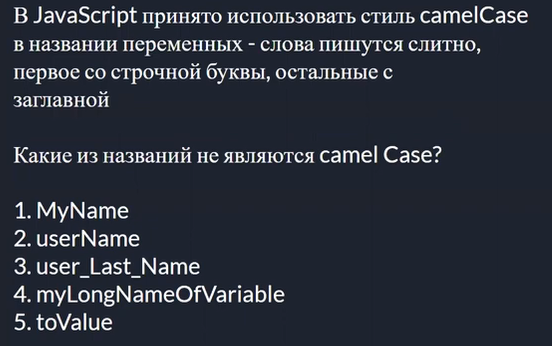 В JavaScript принято использовать стиль camelCase
в названии переменных - слова пишутся слитно,
первое со строчной буквы, остальные с
заглавной
Какие из названий не являются camel Case?
1. MyName
2. userName
3. user_Last_Name
4. myLongNameOfVariable
5. toValue